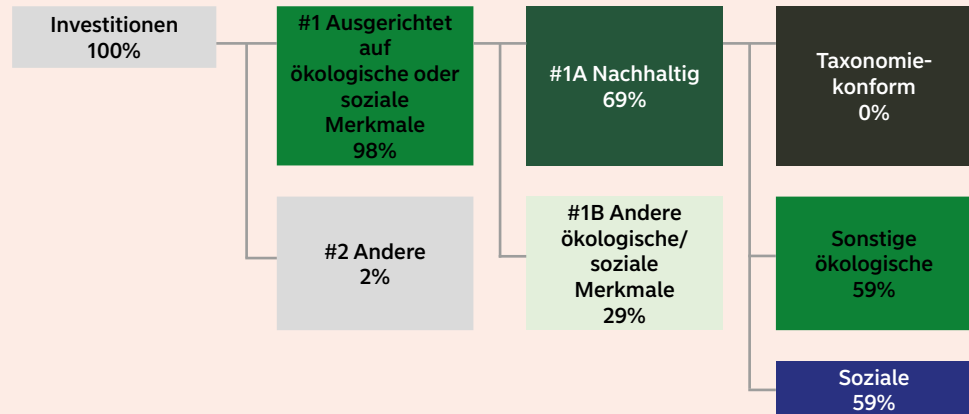 Investitionen
100%
#1 Ausgerichtet
auf
ökologische oder
soziale
Merkmale
98%
#1A Nachhaltig
69%
Taxonomie-
konform
0%
#2 Andere
2%
#1B Andere
ökologische/
soziale
Merkmale
29%
Sonstige
ökologische
59%
Soziale
59%